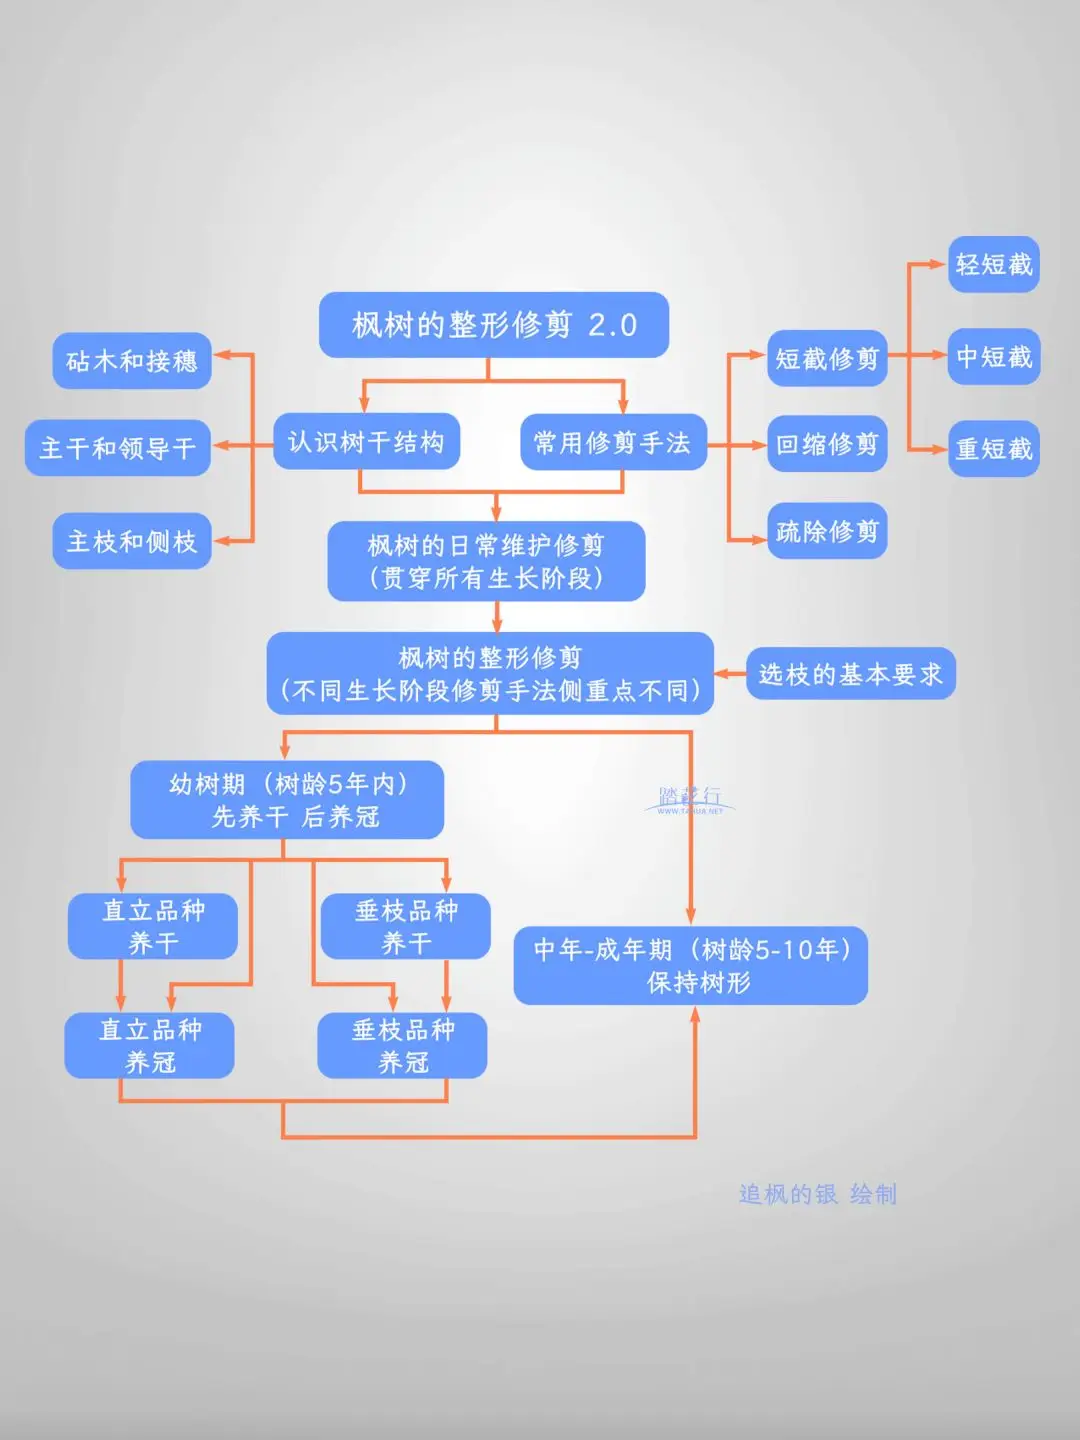 枫树的整形修剪 2.0
认识树干结构
常用修剪手法
砧木和接穗
主干和领导干
主枝和侧枝
短截修剪
回缩修剪
疏除修剪
轻短截
中短截
重短截
枫树的日常维护修剪
(贯穿所有生长阶段)
枫树的整形修剪
(不同生长阶段修剪手法侧重点不同)
选枝的基本要求
幼树期 (树龄5年内)
先养干 后养冠
踏花行
WWW.TAHUA.NET
直立品种
养干
垂枝品种
养干
中年-成年期 (树龄5-10年)
保持树形
直立品种
养冠
垂枝品种
养冠
追枫的银 绘制